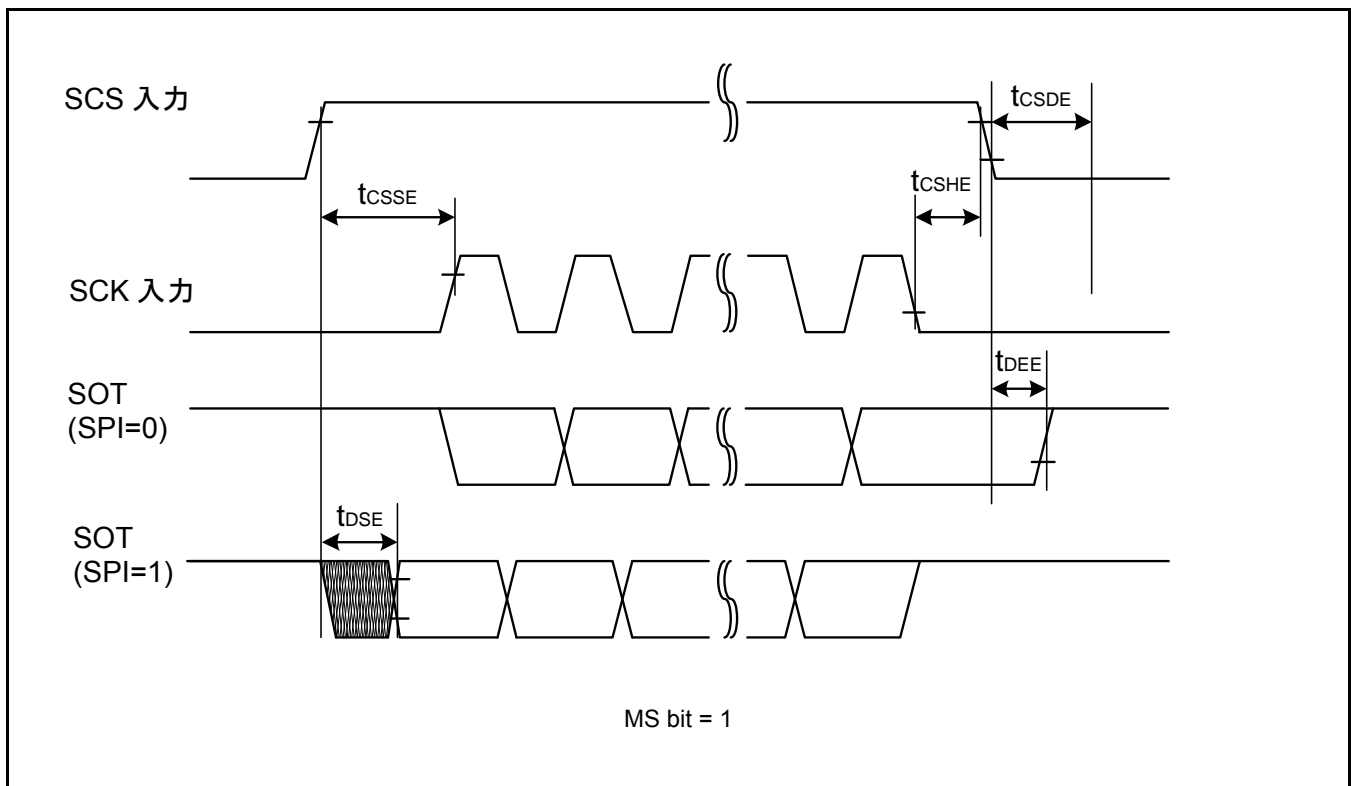 SCS 入力
tCSDE
tCSSE
tCSHE
SCK 入力
tDEE
SOT
(SPI=0)
tDSE
SOT
(SPI=1)
MS bit = 1